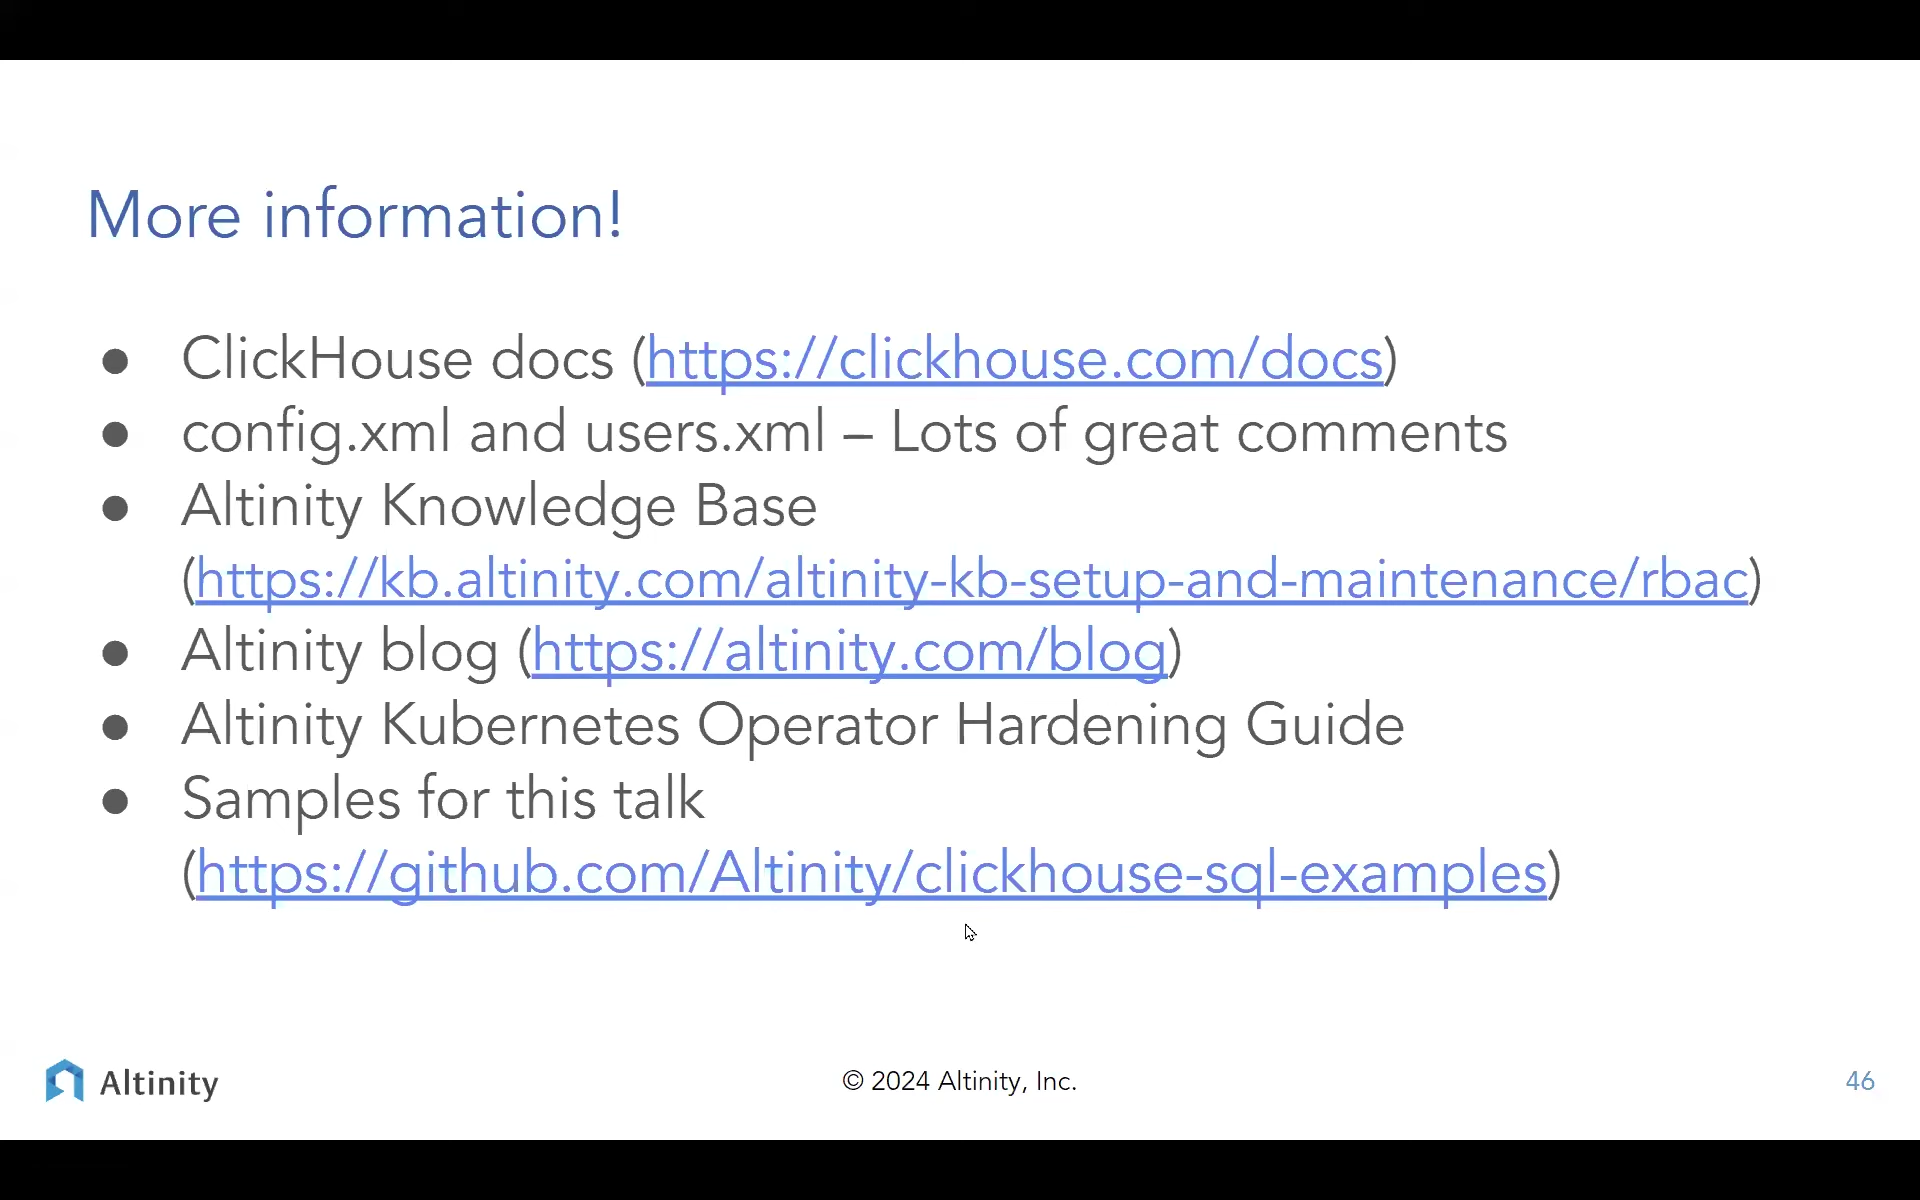 More information!
● ClickHouse docs (https://clickhouse.com/docs)
● config.xml and users.xml – Lots of great comments
● Altinity Knowledge Base
(https://kb.altinity.com/altinity-kb-setup-and-maintenance/rbac)
● Altinity blog (https://altinity.com/blog)
● Altinity Kubernetes Operator Hardening Guide
● Samples for this talk
(https://github.com/Altinity/clickhouse-sql-examples)
Altinity
© 2024 Altinity, Inc.
46